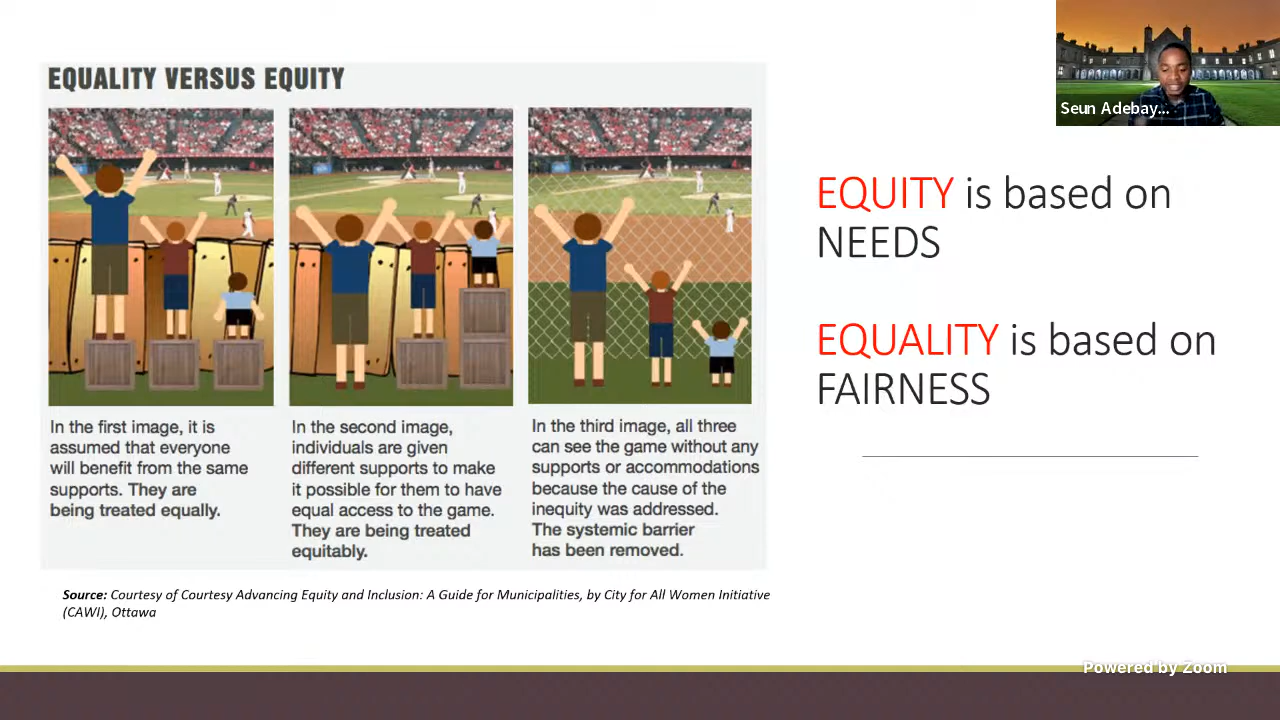 EQUALITY VERSUS EQUITY
In the first image, it is
assumed that everyone
will benefit from the same
supports. They are
being treated equally.
In the second image,
individuals are given
different supports to make
it possible for them to have
equal access to the game.
They are being treated
equitably.
In the third image, all three
can see the game without any
supports or accommodations
because the cause of the
inequity was addressed.
The systemic barrier
has been removed.
Source: Courtesy of Courtesy Advancing Equity and Inclusion: A Guide for Municipalities, by City for All Women Initiative
(CAWI), Ottawa
EQUITY is based on
NEEDS
EQUALITY is based on
FAIRNESS
Seun Adebay...
Powered by Zoom